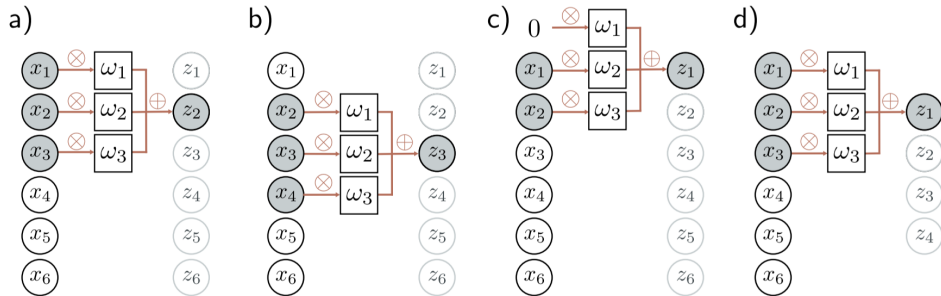 a)
x₁ ⊗ ω₁ z₁
x₂ ⊗ ω₂ ⊕ z₂
x₃ ⊗ ω₃ z₃
x₄ z₄
x₅ z₅
x₆ z₆
b)
x₁ z₁
x₂ ⊗ ω₁ z₂
x₃ ⊗ ω₂ ⊕ z₃
x₄ ⊗ ω₃ z₄
x₅ z₅
x₆ z₆
c)
0 ⊗ ω₁
x₁ ⊗ ω₂ ⊕ z₁
x₂ ⊗ ω₃ z₂
x₃ z₃
x₄ z₄
x₅ z₅
x₆ z₆
d)
x₁ ⊗ ω₁
x₂ ⊗ ω₂ ⊕ z₁
x₃ ⊗ ω₃ z₂
x₄ z₃
x₅ z₄
x₆